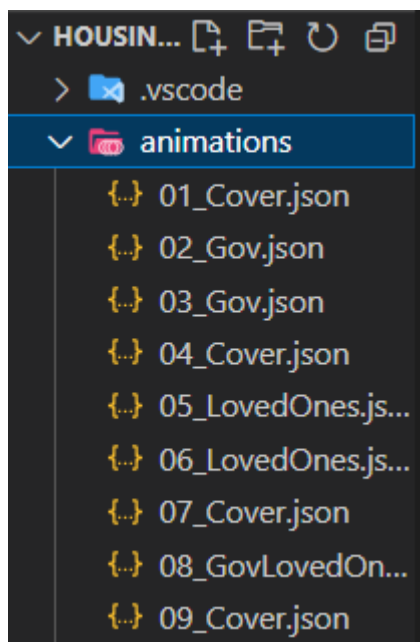 HOUSIN...
.vscode
animations
{..} 01_Cover.json
{..} 02_Gov.json
{..} 03_Gov.json
{..} 04_Cover.json
{..} 05_LovedOnes.js...
{..} 06_LovedOnes.js...
{..} 07_Cover.json
{..} 08_GovLovedOn...
{..} 09_Cover.json